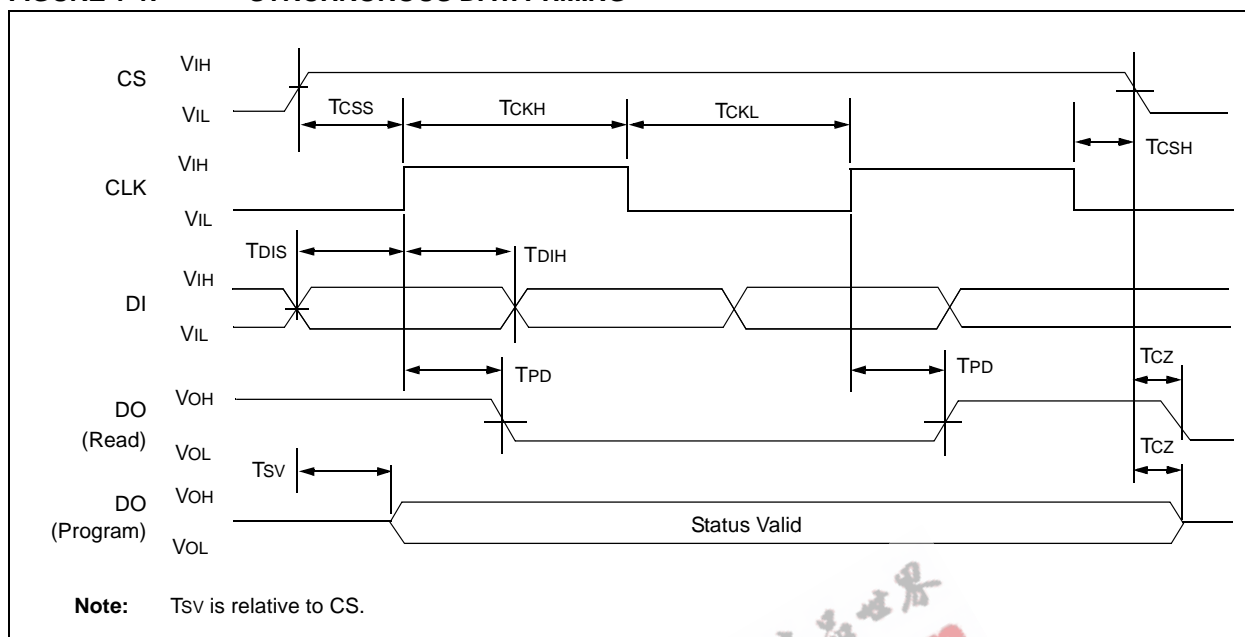 CS
VIH
VIL
TCSS
TCKH
TCKL
TCSH
CLK
VIH
VIL
TDIS
TDIH
DI
VIH
VIL
TPD
TPD
TCZ
DO
(Read)
VOH
VOL
TCZ
TSV
DO
(Program)
VOH
VOL
Status Valid
Note: TSV is relative to CS.